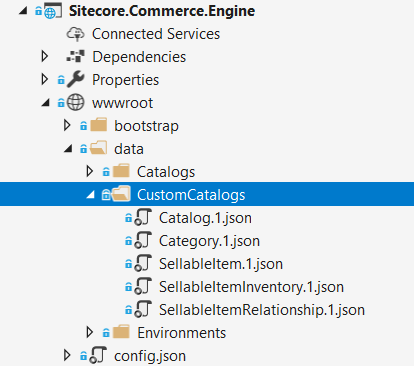 Sitecore.Commerce.Engine
Connected Services
Dependencies
Properties
wwwroot
bootstrap
data
Catalogs
CustomCatalogs
Catalog.1.json
Category.1.json
SellableItem.1.json
SellableItemInventory.1.json
SellableItemRelationship.1.json
Environments
config.json